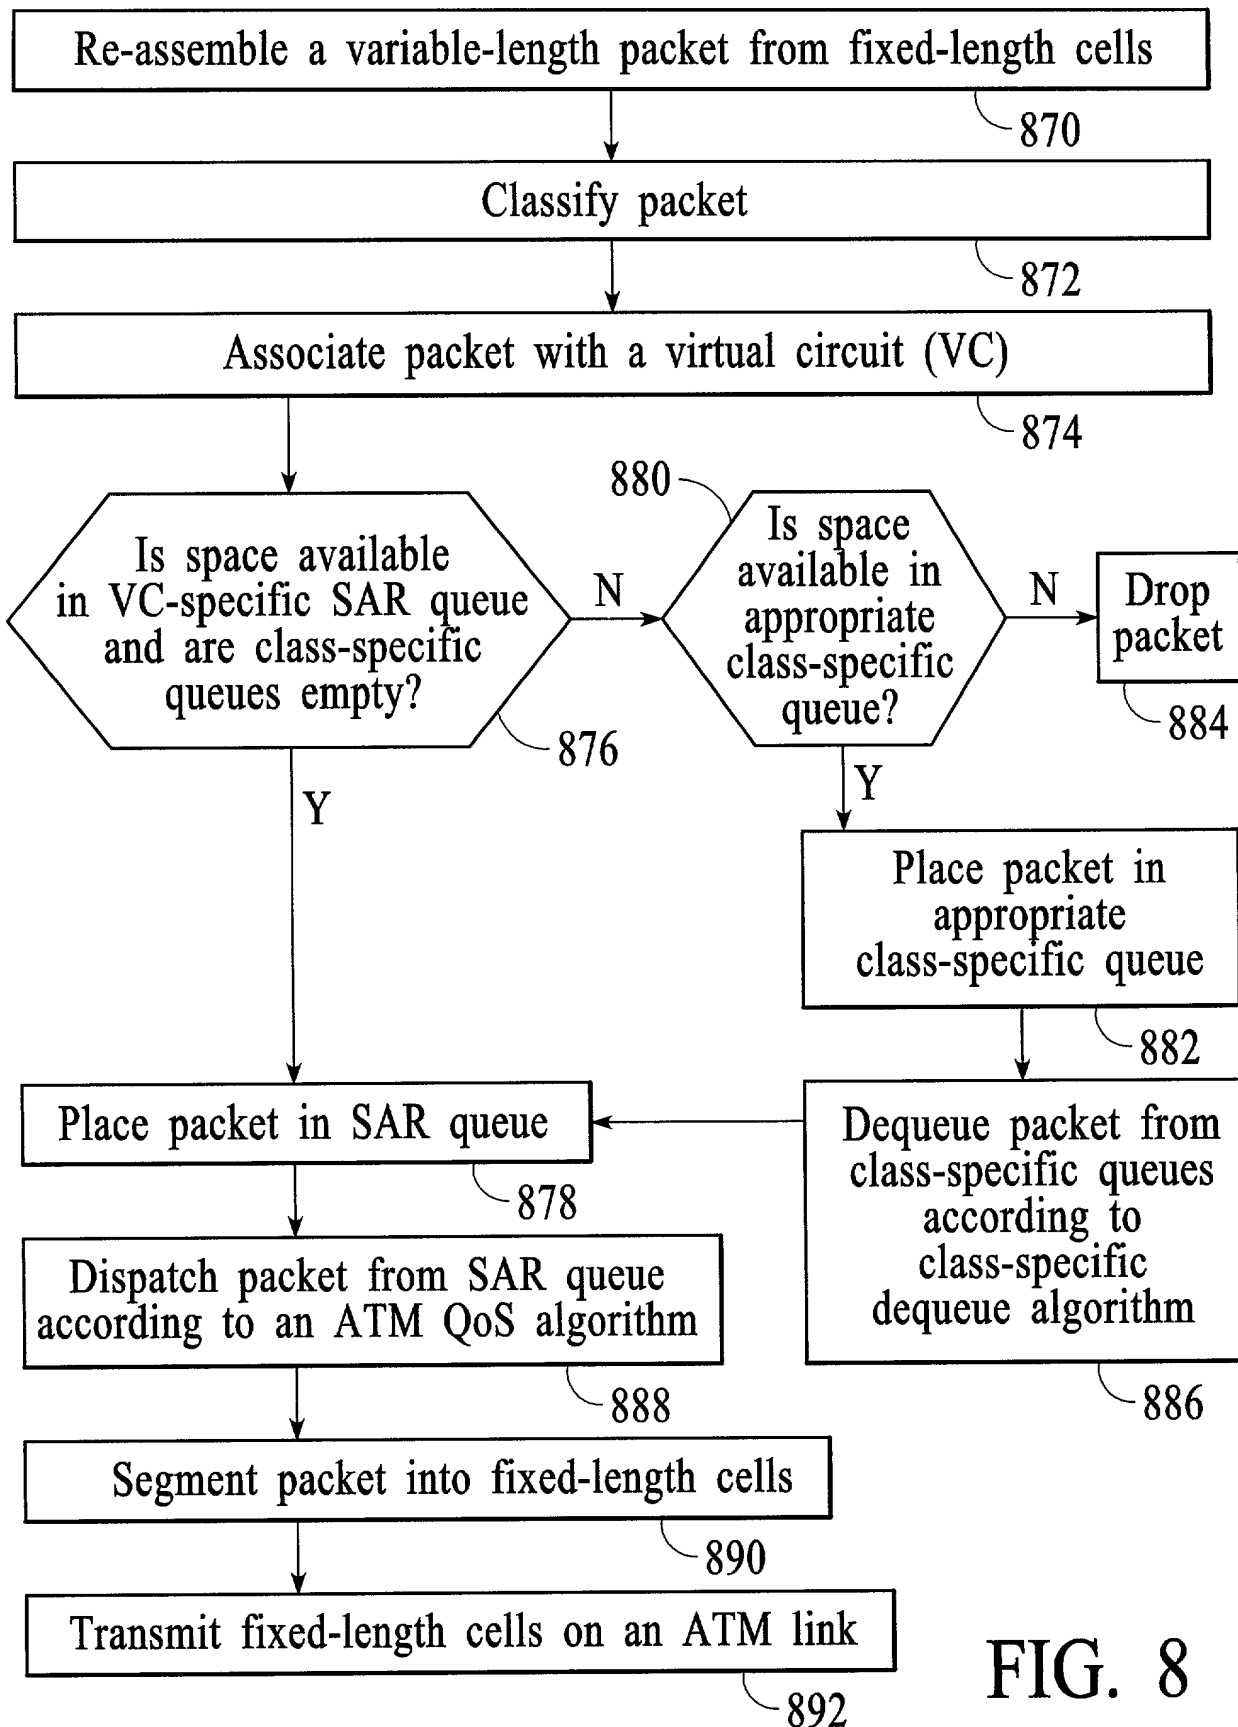 Re-assemble a variable-length packet from fixed-length cells
870
Classify packet
872
Associate packet with a virtual circuit (VC)
874
Is space available
in VC-specific SAR queue
and are class-specific
queues empty?
876
N
880
Is space
available in
appropriate
class-specific
queue?
N
Drop
packet
884
Y
Y
Place packet in
appropriate
class-specific queue
882
Place packet in SAR queue
878
Dequeue packet from
class-specific queues
according to
class-specific
dequeue algorithm
886
Dispatch packet from SAR queue
according to an ATM QoS algorithm
888
Segment packet into fixed-length cells
890
Transmit fixed-length cells on an ATM link
892
FIG. 8